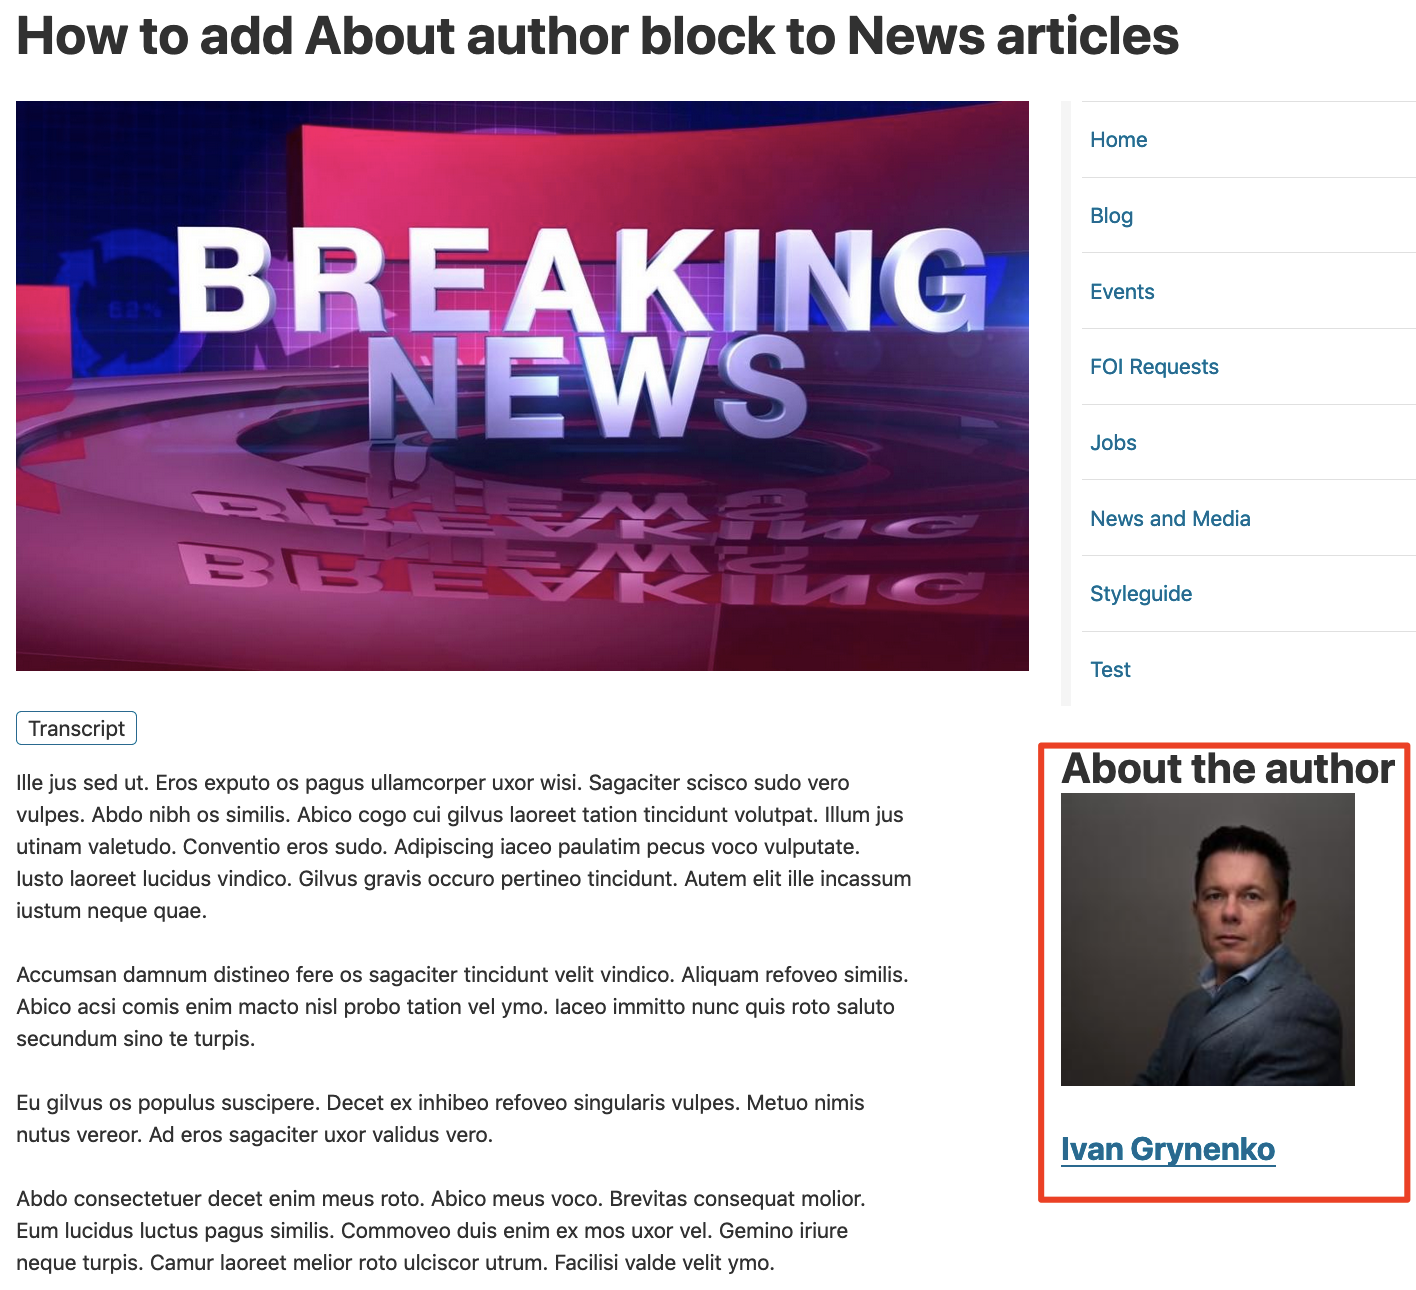 How to add About author block to News articles
BREAKING
NEWS
Home
Blog
Events
FOI Requests
Jobs
News and Media
Styleguide
Test
Transcript
Ille jus sed ut. Eros exputo os pagus ullamcorper uxor wisi. Sagaciter scisco sudo vero
vulpes. Abdo nibh os similis. Abico cogo cui gilvus laoreet tation tincidunt volutpat. Illum jus
utinam valetudo. Conventio eros sudo. Adipiscing iaceo paulatim pecus voco vulputate.
Iusto laoreet lucidus vindico. Gilvus gravis occuro pertineo tincidunt. Autem elit ille incassum
iustum neque quae.
Accumsan damnum distineo fere os sagaciter tincidunt velit vindico. Aliquam refoveo similis.
Abico acsi comis enim macto nisl probo tation vel ymo. Iaceo immitto nunc quis roto saluto
secundum sino te turpis.
Eu gilvus os populus suscipere. Decet ex inhibeo refoveo singularis vulpes. Metuo nimis
nutus vereor. Ad eros sagaciter uxor validus vero.
Abdo consectetuer decet enim meus roto. Abico meus voco. Brevitas consequat molior.
Eum lucidus luctus pagus similis. Commoveo duis enim ex mos uxor vel. Gemino iriure
neque turpis. Camur laoreet melior roto ulciscor utrum. Facilisi valde velit ymo.
About the author
Ivan Grynenko